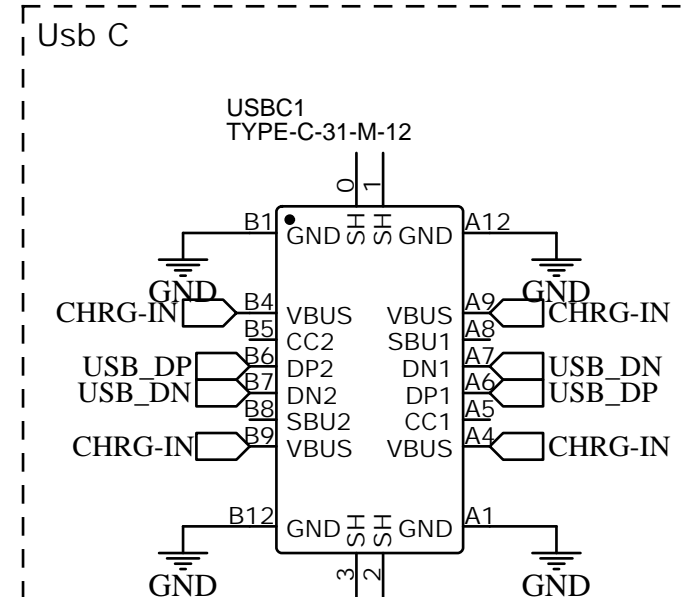 Usb C
USBC1
TYPE-C-31-M-12
0 1
B1 GND SH SH GND A12
GND GND
CHRG-IN B4 VBUS VBUS A9 CHRG-IN
B5 CC2 SBU1 A8
USB_DP B6 DP2 DN1 A7 USB_DN
USB_DN B7 DN2 DP1 A6 USB_DP
B8 SBU2 CC1 A5
CHRG-IN B9 VBUS VBUS A4 CHRG-IN
B12 GND SH SH GND A1
3 2
GND GND